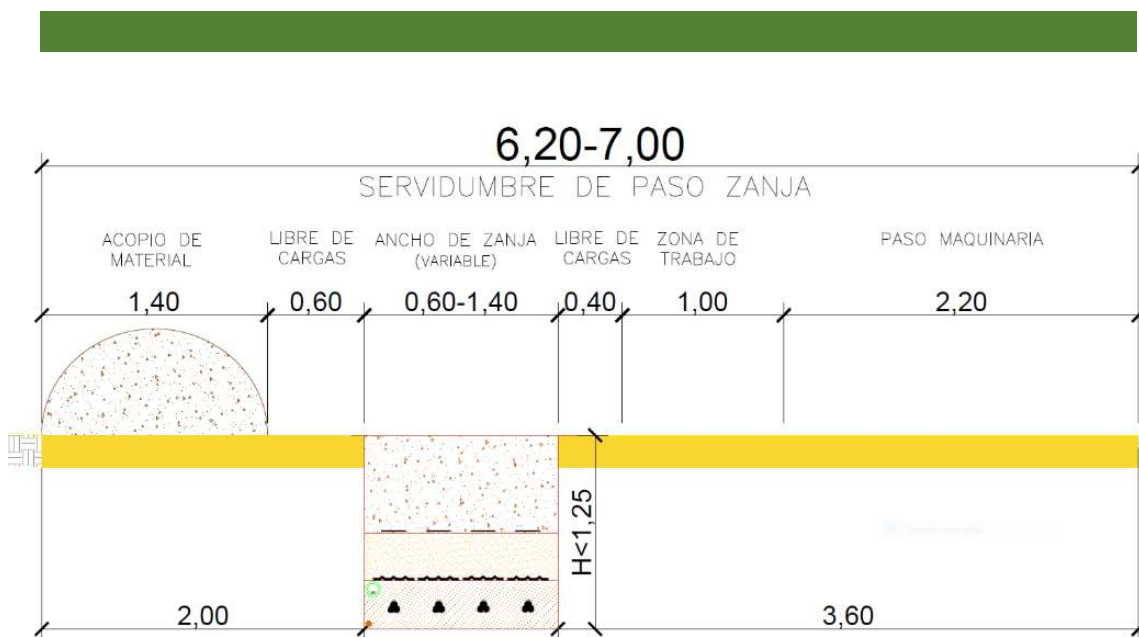 6,20-7,00
SERVIDUMBRE DE PASO ZANJA
ACOPIO DE
MATERIAL
LIBRE DE
CARGAS
ANCHO DE ZANJA
(VARIABLE)
LIBRE DE
CARGAS
ZONA DE
TRABAJO
PASO MAQUINARIA
1,40
0,60
0,60-1,40
0,40
1,00
2,20
H<1,25
2,00
3,60